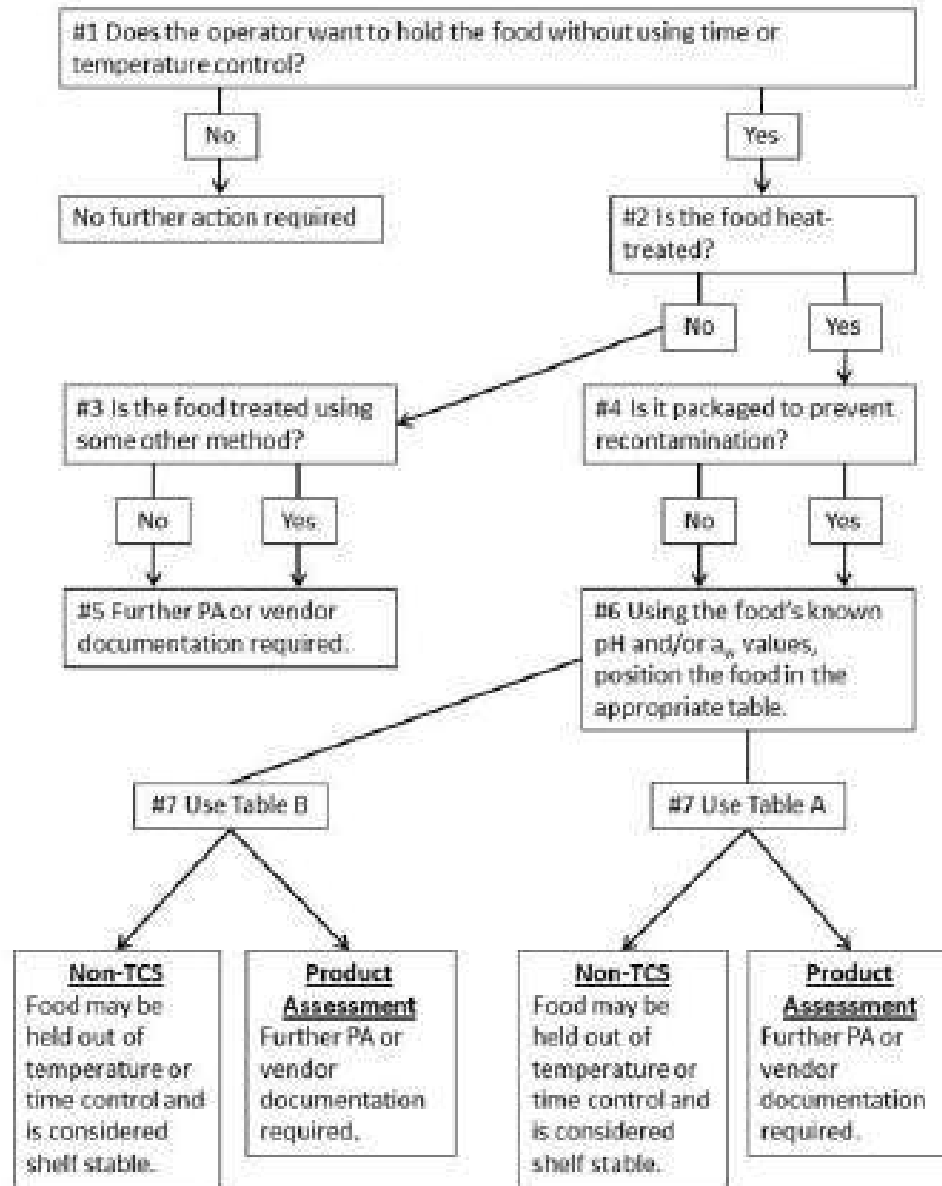 #1 Does the operator want to hold the food without using time or
temperature control?
No
Yes
No further action required
#2 Is the food heat-
treated?
No
Yes
#3 Is the food treated using
some other method?
#4 Is it packaged to prevent
recontamination?
No
Yes
No
Yes
#5 Further PA or vendor
documentation required.
#6 Using the food's known
pH and/or a_w values,
position the food in the
appropriate table.
#7 Use Table B
#7 Use Table A
Non-TCS
Food may be
held out of
temperature or
time control and
is considered
shelf stable.
Product
Assessment
Further PA or
vendor
documentation
required.
Non-TCS
Food may be
held out of
temperature or
time control and
is considered
shelf stable.
Product
Assessment
Further PA or
vendor
documentation
required.